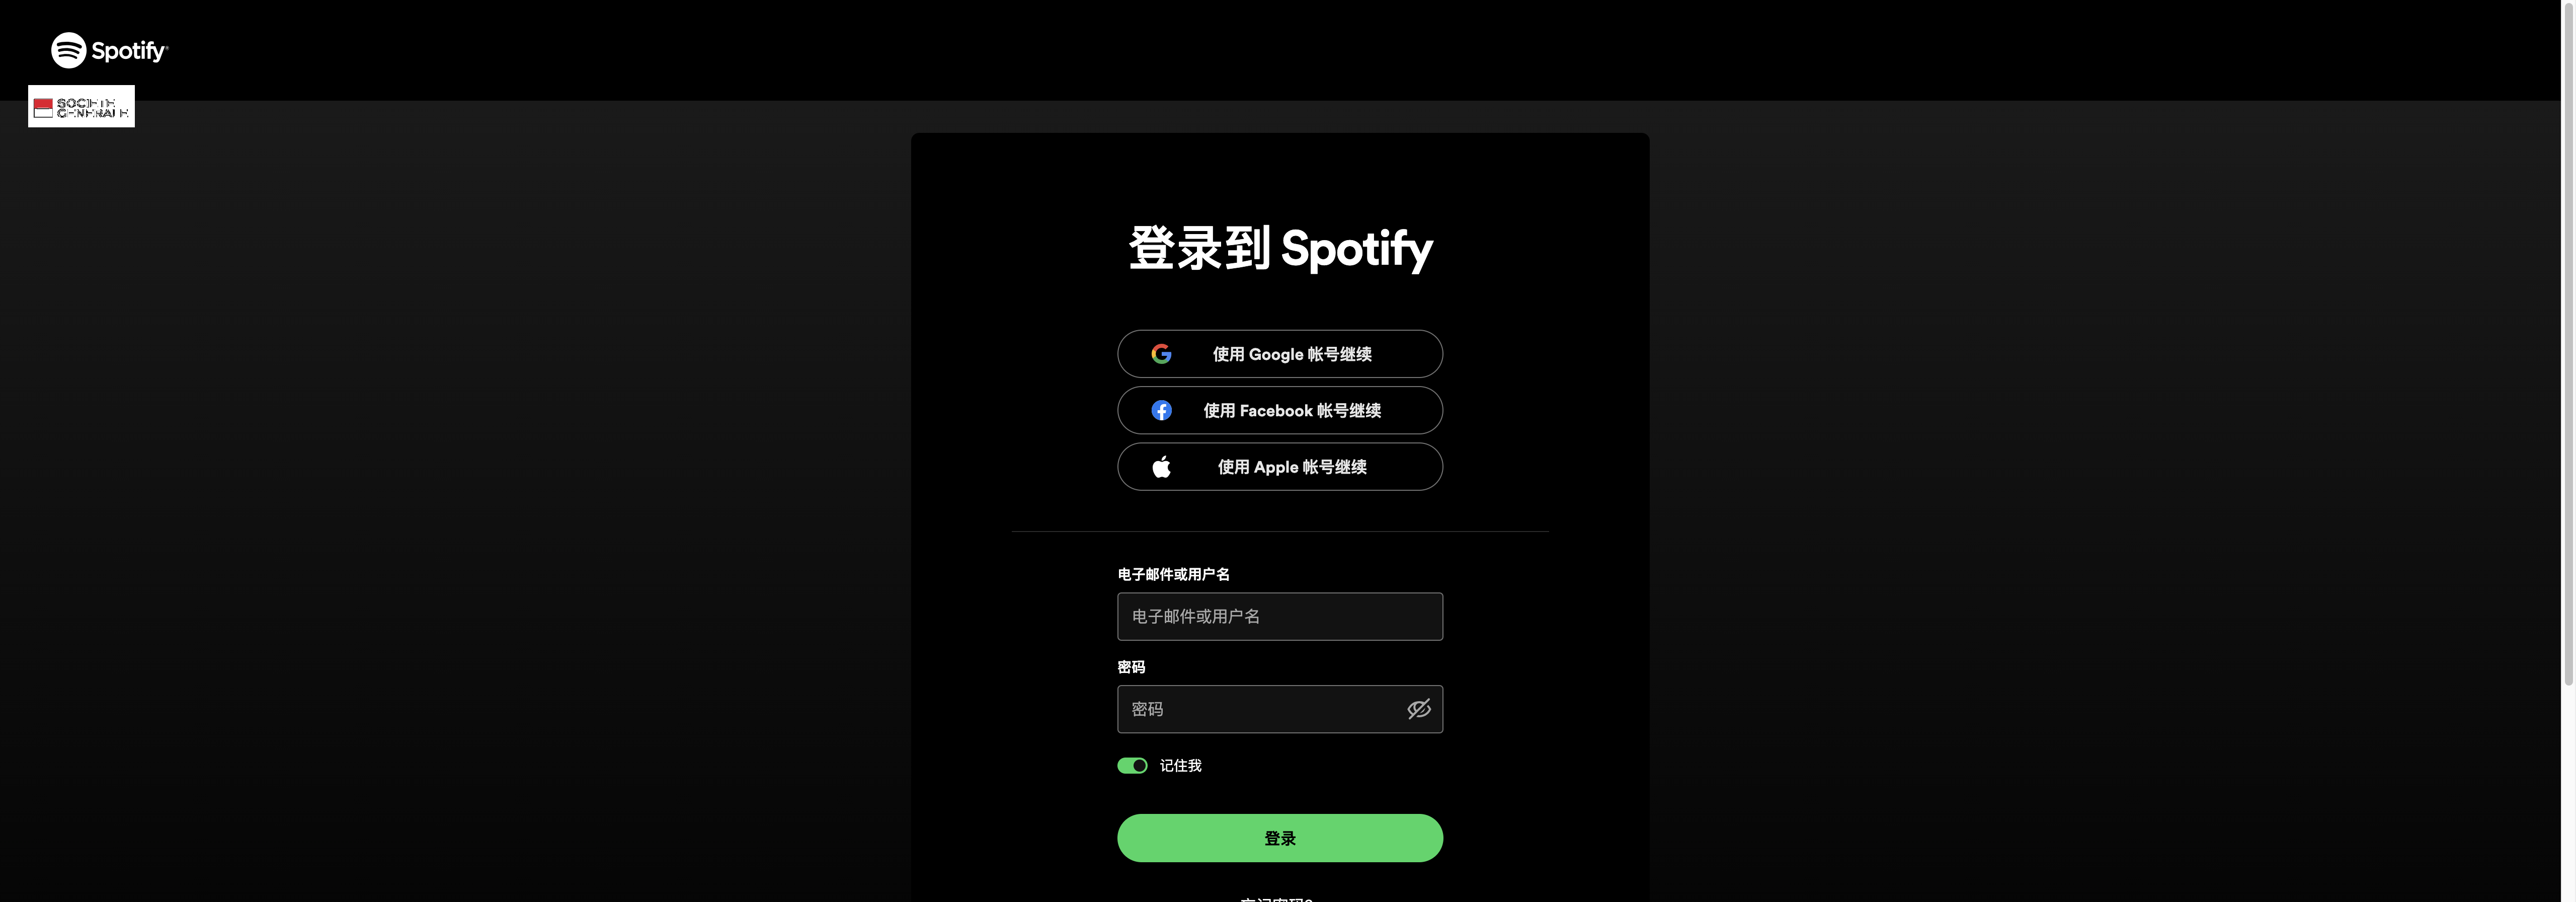 Spotify
SOCIETE
GENERALE
登录到 Spotify
使用 Google 帐号继续
使用 Facebook 帐号继续
使用 Apple 帐号继续
电子邮件或用户名
电子邮件或用户名
密码
密码
记住我
登录